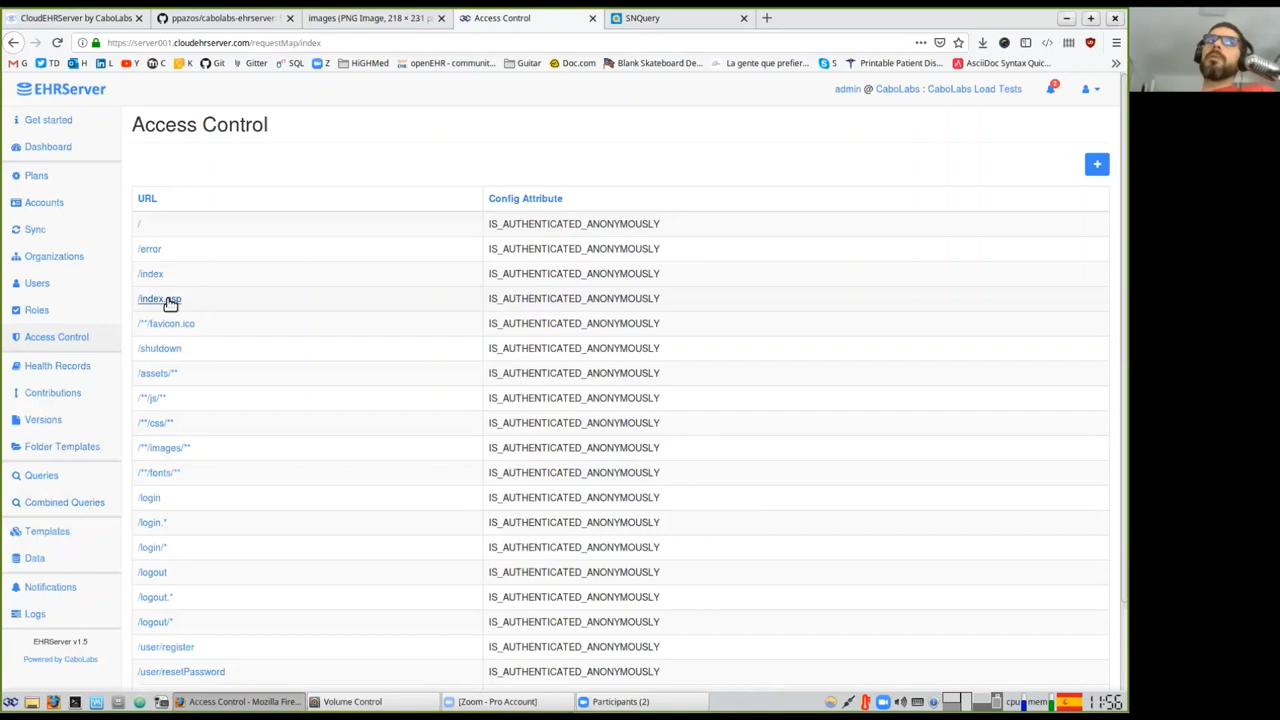 CloudEHRServer by CaboLabs
ppazos/cabolabs-ehrserver:
images (PNG Image, 218 × 231 p
Access Control
SNQuery
https://server001.cloudehrserver.com/requestMap/index
G
TD
H
L
Y
C
K
Git
Gitter
SQL
Z
HiGHMed
openEHR - communit...
Guitar
Doc.com
Blank Skateboard De...
La gente que prefier...
S
Printable Patient Dis...
AsciiDoc Syntax Quic...
EHRServer
admin @ CaboLabs : CaboLabs Load Tests
Get started
Dashboard
Plans
Accounts
Sync
Organizations
Users
Roles
Access Control
Health Records
Contributions
Versions
Folder Templates
Queries
Combined Queries
Templates
Data
Notifications
Logs
EHRServer v1.5
Powered by CaboLabs
Access Control
+
URL Config Attribute
/ IS_AUTHENTICATED_ANONYMOUSLY
/error IS_AUTHENTICATED_ANONYMOUSLY
/index IS_AUTHENTICATED_ANONYMOUSLY
IS_AUTHENTICATED_ANONYMOUSLY
/**/favicon.ico IS_AUTHENTICATED_ANONYMOUSLY
/shutdown IS_AUTHENTICATED_ANONYMOUSLY
/assets/** IS_AUTHENTICATED_ANONYMOUSLY
/**/js/** IS_AUTHENTICATED_ANONYMOUSLY
/**/css/** IS_AUTHENTICATED_ANONYMOUSLY
/**/images/** IS_AUTHENTICATED_ANONYMOUSLY
/**/fonts/** IS_AUTHENTICATED_ANONYMOUSLY
/login IS_AUTHENTICATED_ANONYMOUSLY
/login.* IS_AUTHENTICATED_ANONYMOUSLY
/login/* IS_AUTHENTICATED_ANONYMOUSLY
/logout IS_AUTHENTICATED_ANONYMOUSLY
/logout.* IS_AUTHENTICATED_ANONYMOUSLY
/logout/* IS_AUTHENTICATED_ANONYMOUSLY
/user/register IS_AUTHENTICATED_ANONYMOUSLY
/user/resetPassword IS_AUTHENTICATED_ANONYMOUSLY
Access Control - Mozilla Fire...
Volume Control
[Zoom - Pro Account]
Participants (2)
cpu
mem
11:56